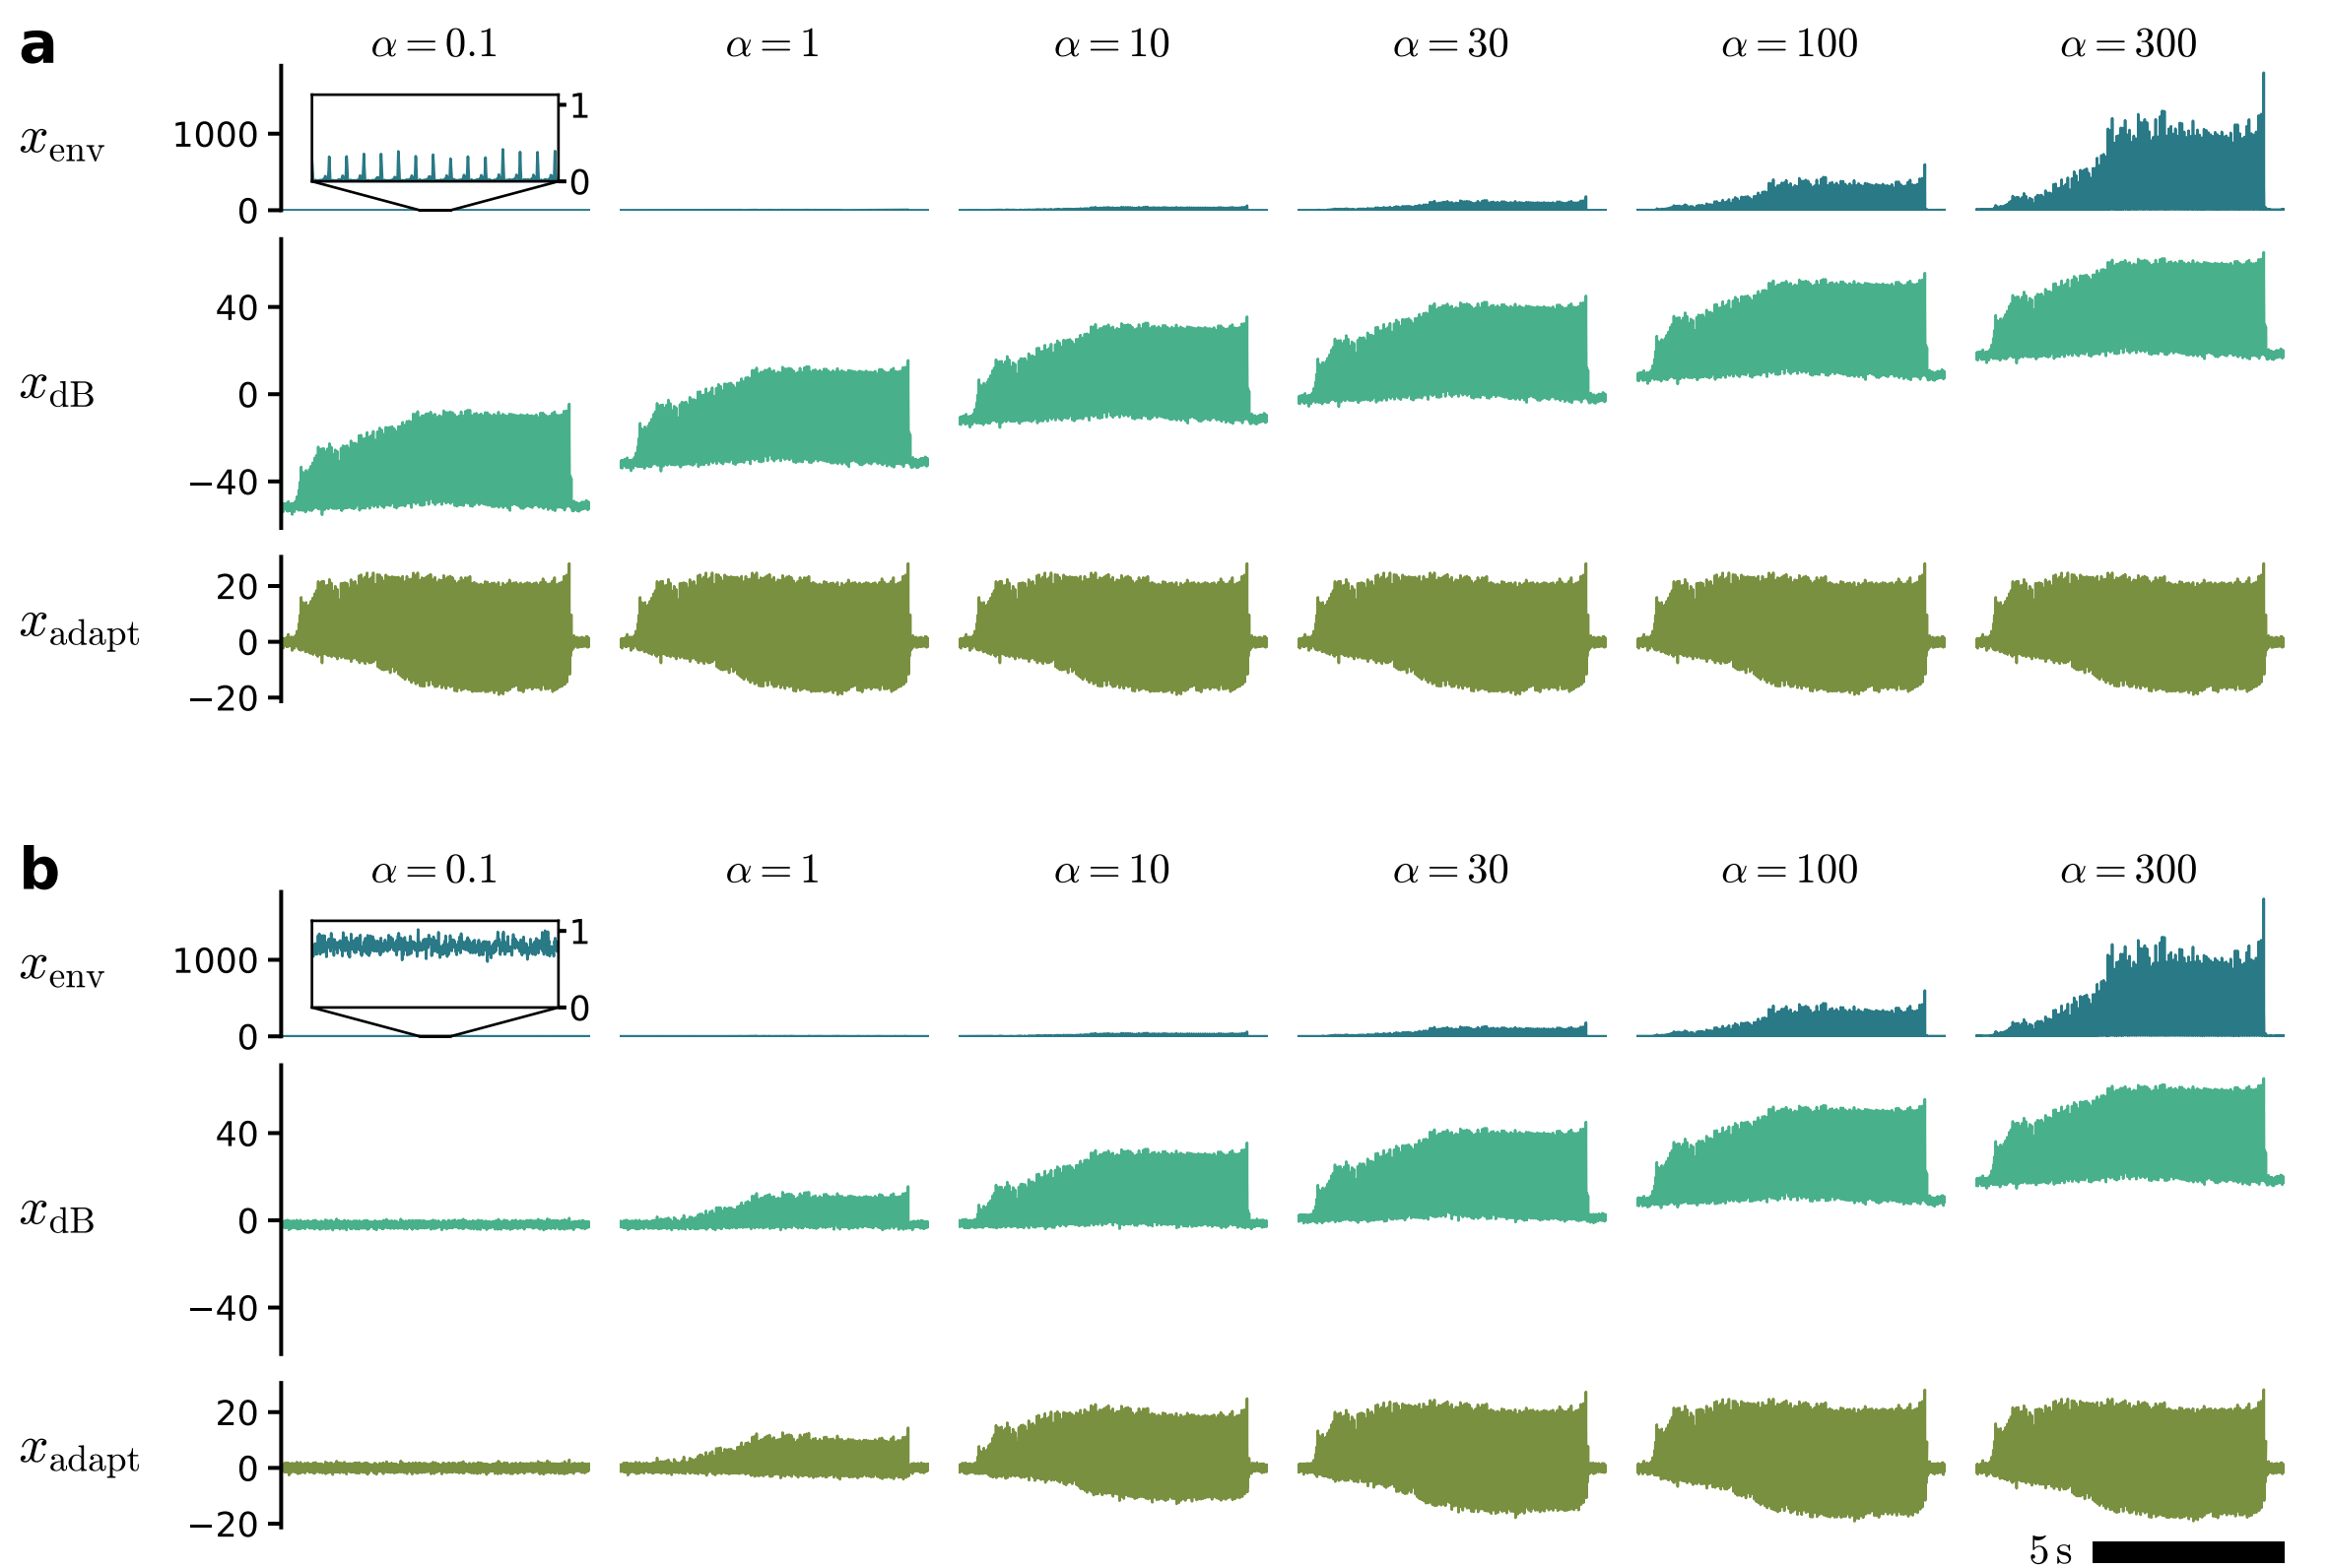 a
α = 0.1 α = 1 α = 10 α = 30 α = 100 α = 300
x_env 1000 0 1 0
x_dB 40 0 −40
x_adapt 20 0 −20
b
α = 0.1 α = 1 α = 10 α = 30 α = 100 α = 300
x_env 1000 0 1 0
x_dB 40 0 −40
x_adapt 20 0 −20
5 s